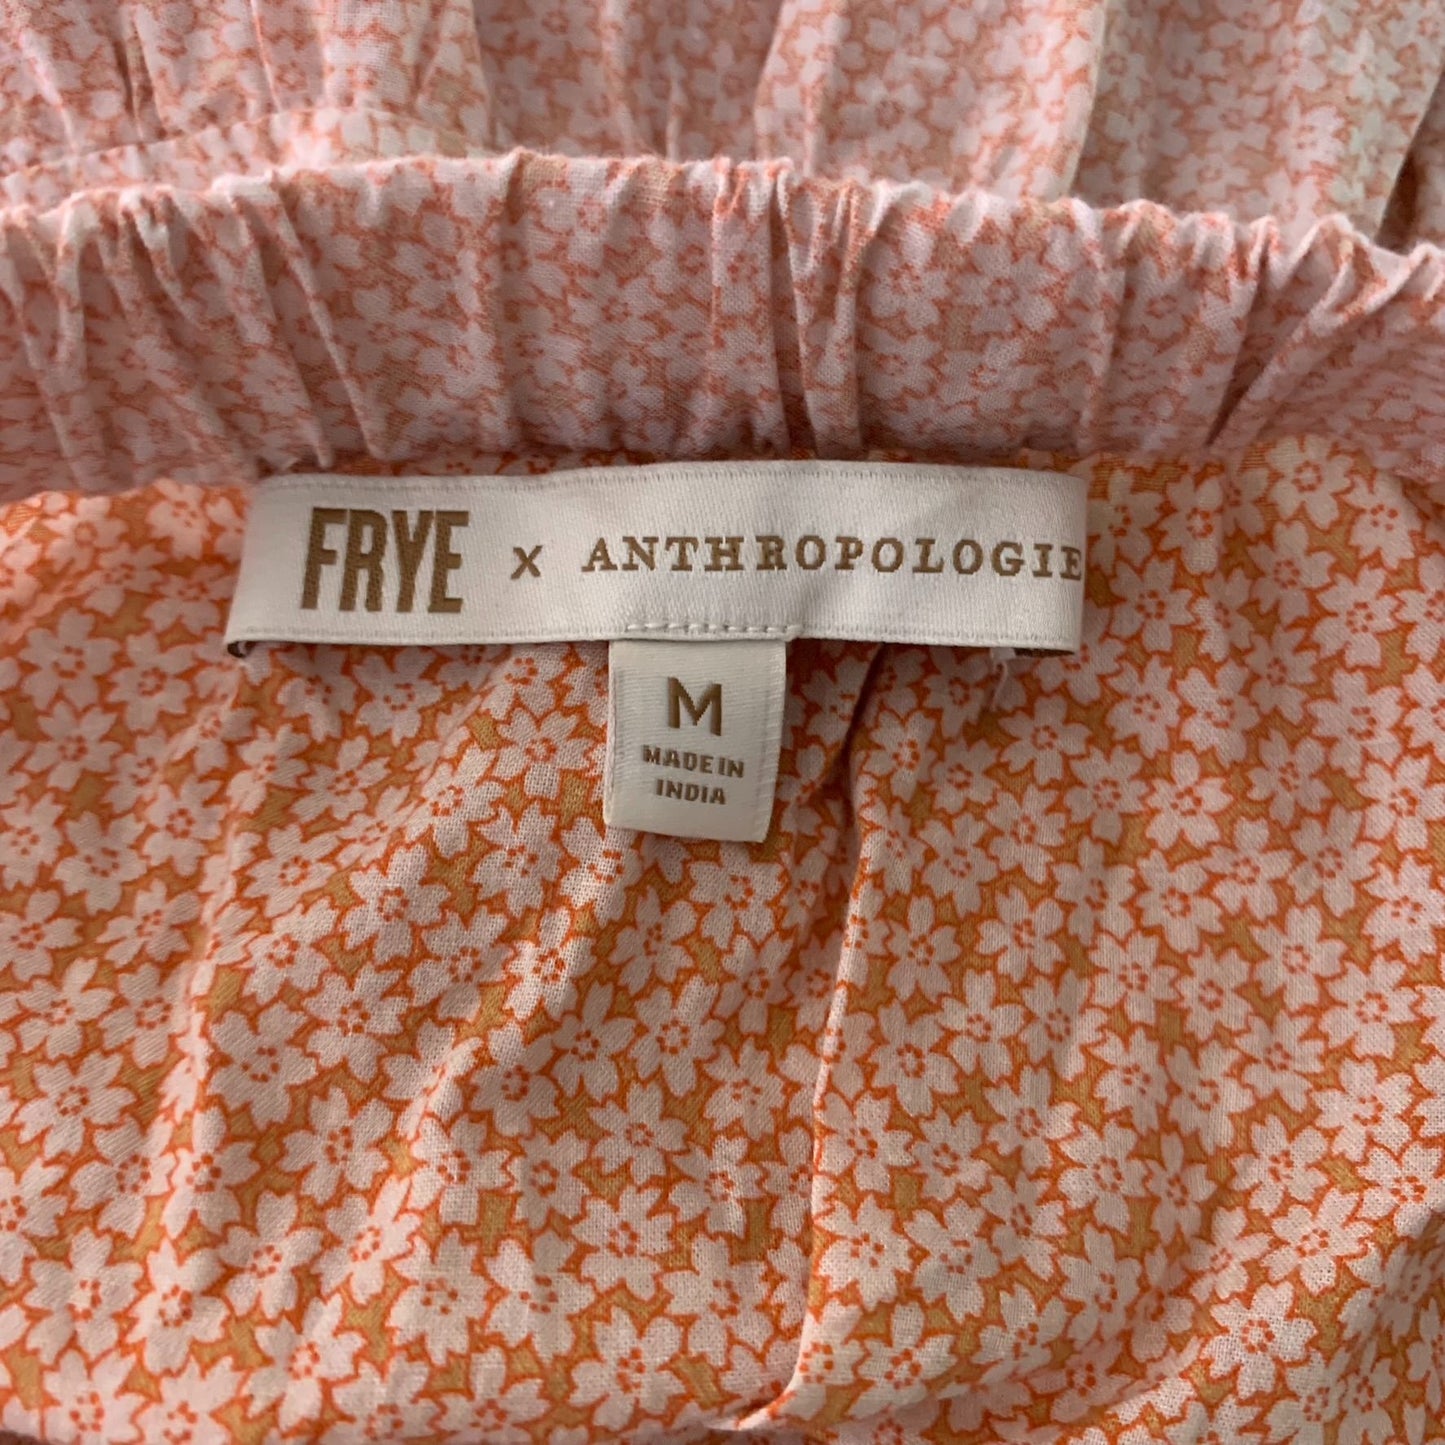 FRYE x ANTHROPOLOGIE
M
MADE IN
INDIA